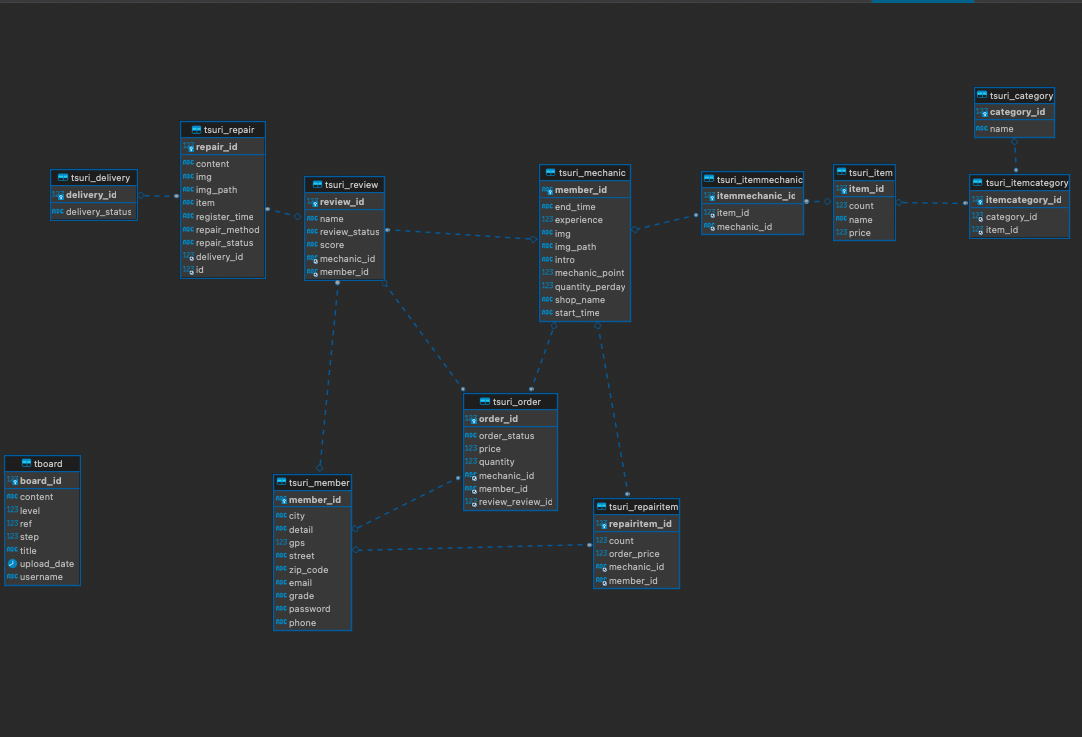 tsuri_delivery
delivery_id
delivery_status
tsuri_repair
repair_id
content
img
img_path
item
register_time
repair_method
repair_status
delivery_id
id
tsuri_review
review_id
name
review_status
score
mechanic_id
member_id
tsuri_mechanic
member_id
end_time
experience
img
img_path
intro
mechanic_point
quantity_perday
shop_name
start_time
tsuri_itemmechanic
itemmechanic_id
item_id
mechanic_id
tsuri_item
item_id
count
name
price
tsuri_category
category_id
name
tsuri_itemcategory
itemcategory_id
category_id
item_id
tboard
board_id
content
level
ref
step
title
upload_date
username
tsuri_member
member_id
city
detail
gps
street
zip_code
email
grade
password
phone
tsuri_order
order_id
order_status
price
quantity
mechanic_id
member_id
review_review_id
tsuri_repairitem
repairitem_id
count
order_price
mechanic_id
member_id